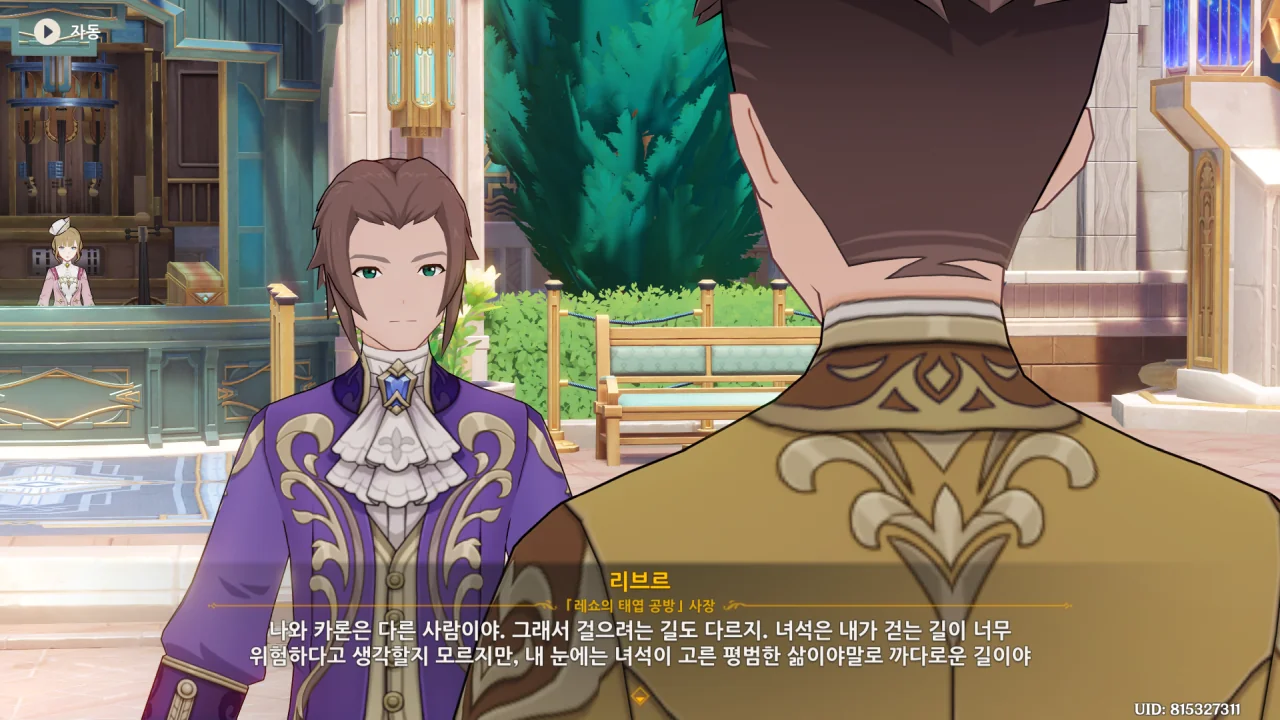 자동
리브르
「레쇼의 태엽 공방」 사장
나와 카론은 다른 사람이야. 그래서 걸으려는 길도 다르지. 녀석은 내가 걷는 길이 너무
위험하다고 생각할지 모르지만, 내 눈에는 녀석이 고른 평범한 삶이야말로 까다로운 길이야
UID: 815327311